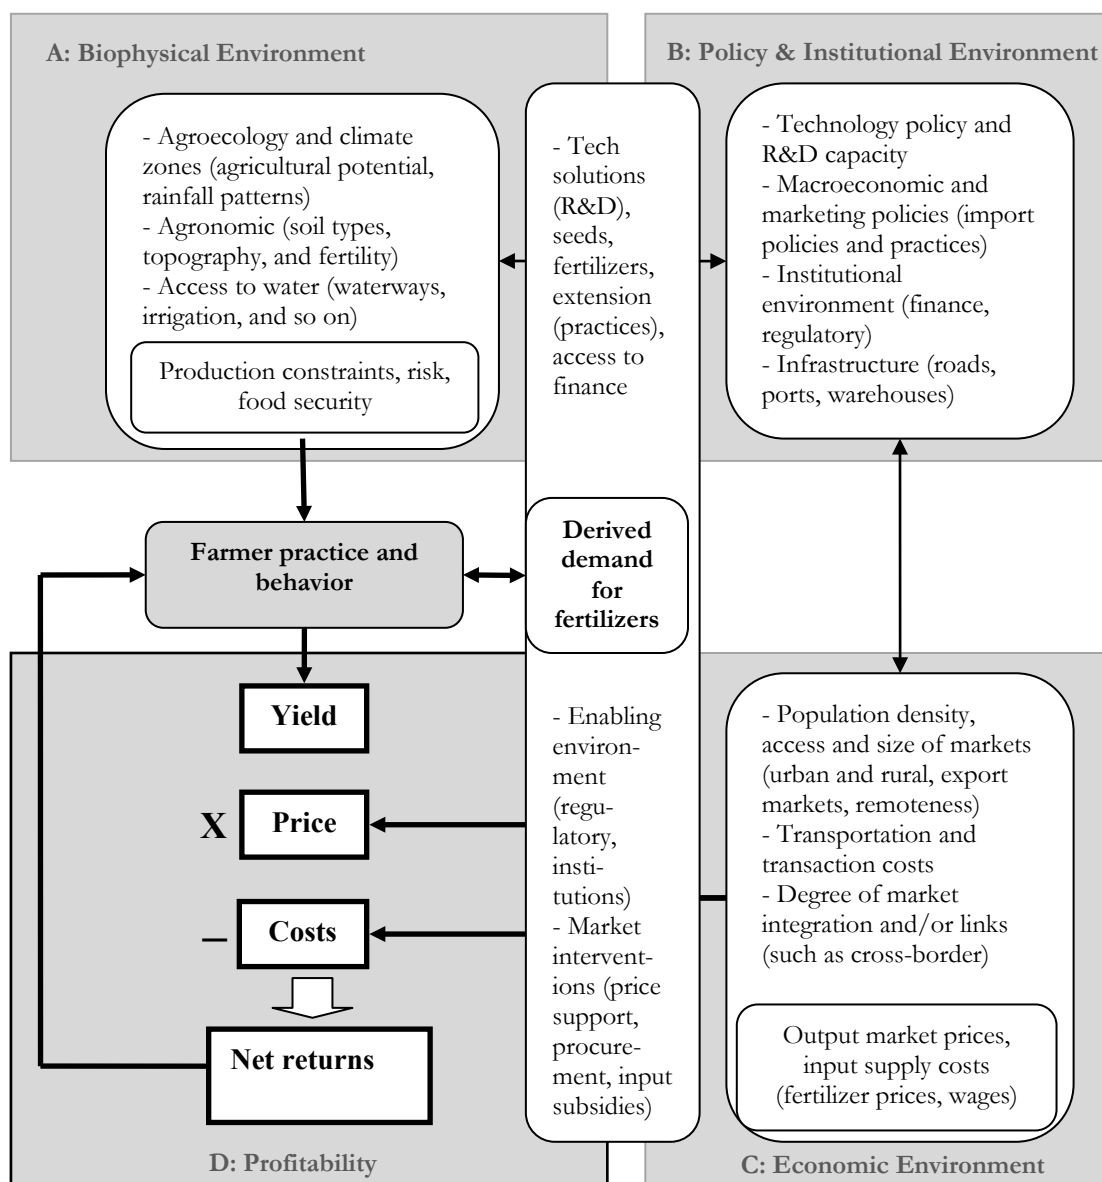 A: Biophysical Environment
- Agroecology and climate
zones (agricultural potential,
rainfall patterns)
- Agronomic (soil types,
topography, and fertility)
- Access to water (waterways,
irrigation, and so on)
Production constraints, risk,
food security
- Tech
solutions
(R&D),
seeds,
fertilizers,
extension
(practices),
access to
finance
B: Policy & Institutional Environment
- Technology policy and
R&D capacity
- Macroeconomic and
marketing policies (import
policies and practices)
- Institutional
environment (finance,
regulatory)
- Infrastructure (roads,
ports, warehouses)
Farmer practice and
behavior
Derived
demand
for
fertilizers
Yield
X Price
– Costs
Net returns
D: Profitability
- Enabling
environ-
ment
(regu-
latory,
insti-
tutions)
- Market
intervent-
ions (price
support,
procure-
ment, input
subsidies)
- Population density,
access and size of markets
(urban and rural, export
markets, remoteness)
- Transportation and
transaction costs
- Degree of market
integration and/or links
(such as cross-border)
Output market prices,
input supply costs
(fertilizer prices, wages)
C: Economic Environment